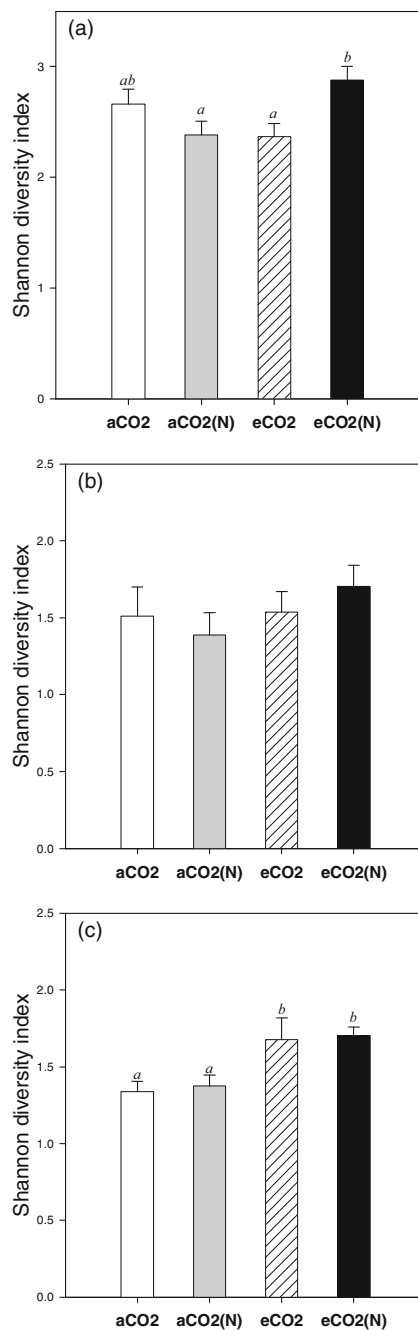 (a)
Shannon diversity index
3
2
1
0
ab
a
a
b
aCO2 aCO2(N) eCO2 eCO2(N)
(b)
Shannon diversity index
2.5
2.0
1.5
1.0
0.5
0.0
aCO2 aCO2(N) eCO2 eCO2(N)
(c)
Shannon diversity index
2.5
2.0
1.5
1.0
0.5
0.0
a
a
b
b
aCO2 aCO2(N) eCO2 eCO2(N)